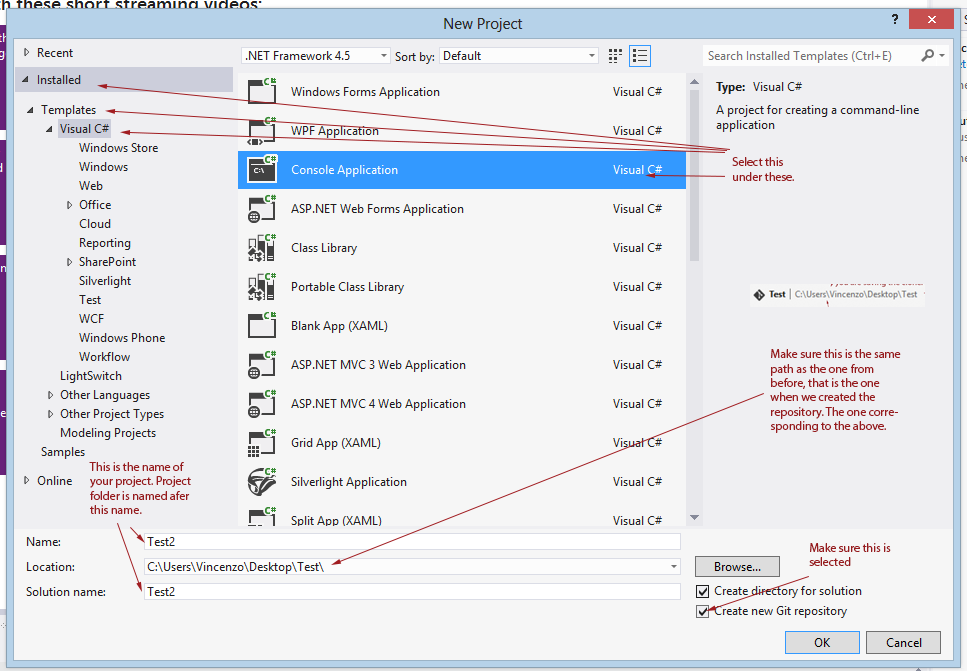 h these short streaming videos:
New Project
?
Recent
.NET Framework 4.5
Sort by:
Default
Search Installed Templates (Ctrl+E)
Installed
Templates
Visual C#
Windows Store
Windows
Web
Office
Cloud
Reporting
SharePoint
Silverlight
Test
WCF
Windows Phone
Workflow
LightSwitch
Other Languages
Other Project Types
Modeling Projects
Samples
Online
Windows Forms Application Visual C#
WPF Application Visual C#
Console Application Visual C#
ASP.NET Web Forms Application Visual C#
Class Library Visual C#
Portable Class Library Visual C#
Blank App (XAML) Visual C#
ASP.NET MVC 3 Web Application Visual C#
ASP.NET MVC 4 Web Application Visual C#
Grid App (XAML) Visual C#
Silverlight Application Visual C#
Split App (XAML) Visual C#
Type: Visual C#
A project for creating a command-line
application
Select this
under these.
Test | C:\Users\Vincenzo\Desktop\Test
Make sure this is the same
path as the one from
before, that is the one
when we created the
repository. The one corre-
sponding to the above.
This is the name of
your project. Project
folder is named afer
this name.
Name: Test2
Location: C:\Users\Vincenzo\Desktop\Test\
Solution name: Test2
Browse...
Make sure this is
selected
Create directory for solution
Create new Git repository
OK
Cancel